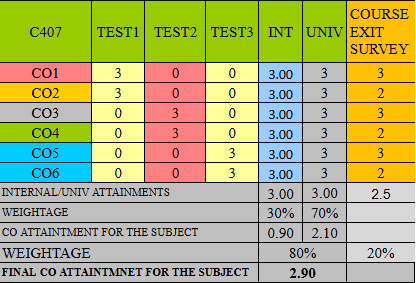 C407 TEST1 TEST2 TEST3 INT UNIV COURSE EXIT SURVEY
CO1 3 0 0 3.00 3 3
CO2 3 0 0 3.00 3 2
CO3 0 3 0 3.00 3 3
CO4 0 3 0 3.00 3 2
CO5 0 0 3 3.00 3 3
CO6 0 0 3 3.00 3 2
INTERNAL/UNIV ATTAINMENTS 3.00 3.00 2.5
WEIGHTAGE 30% 70%
CO ATTAINTMENT FOR THE SUBJECT 0.90 2.10
WEIGHTAGE 80% 20%
FINAL CO ATTAINTMNET FOR THE SUBJECT 2.90